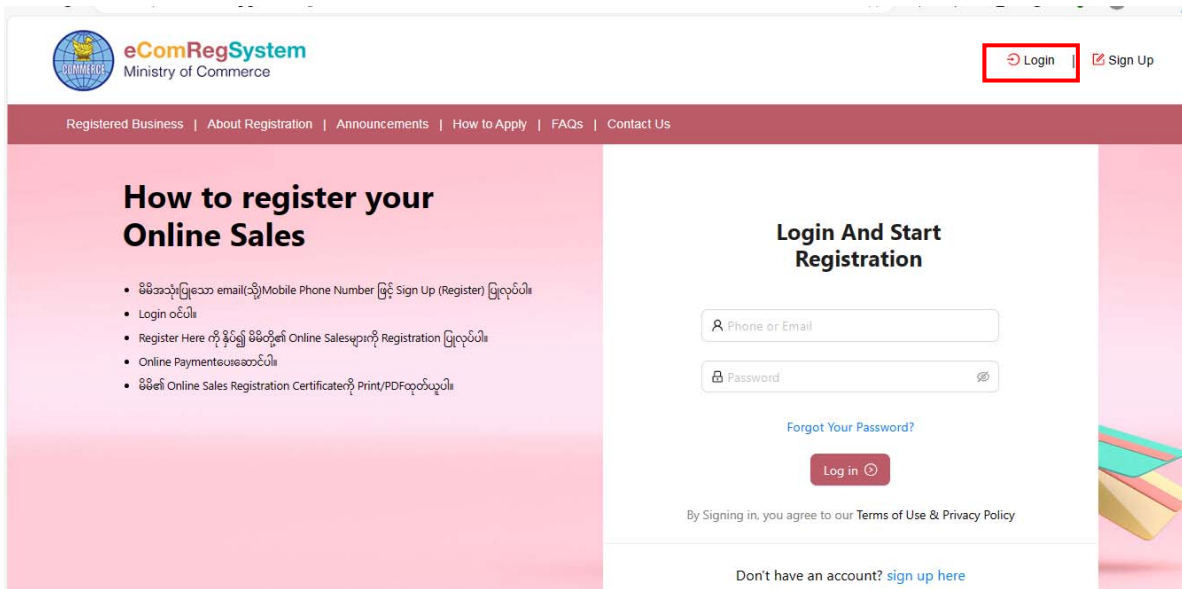 COMMERCE
eComRegSystem
Ministry of Commerce
Login | Sign Up
Registered Business | About Registration | Announcements | How to Apply | FAQs | Contact Us
How to register your
Online Sales
မိမိအသုံးပြုသော email(သို့)Mobile Phone Number ဖြင့် Sign Up (Register) ပြုလုပ်ပါ။
Login ဝင်ပါ။
Register Here ကို နှိပ်၍ မိမိတို့၏ Online Salesများကို Registration ပြုလုပ်ပါ။
Online Paymentပေးဆောင်ပါ။
မိမိ၏ Online Sales Registration Certificateကို Print/PDFထုတ်ယူပါ။
Login And Start
Registration
Phone or Email
Password
Forgot Your Password?
Log in
By Signing in, you agree to our Terms of Use & Privacy Policy
Don't have an account? sign up here